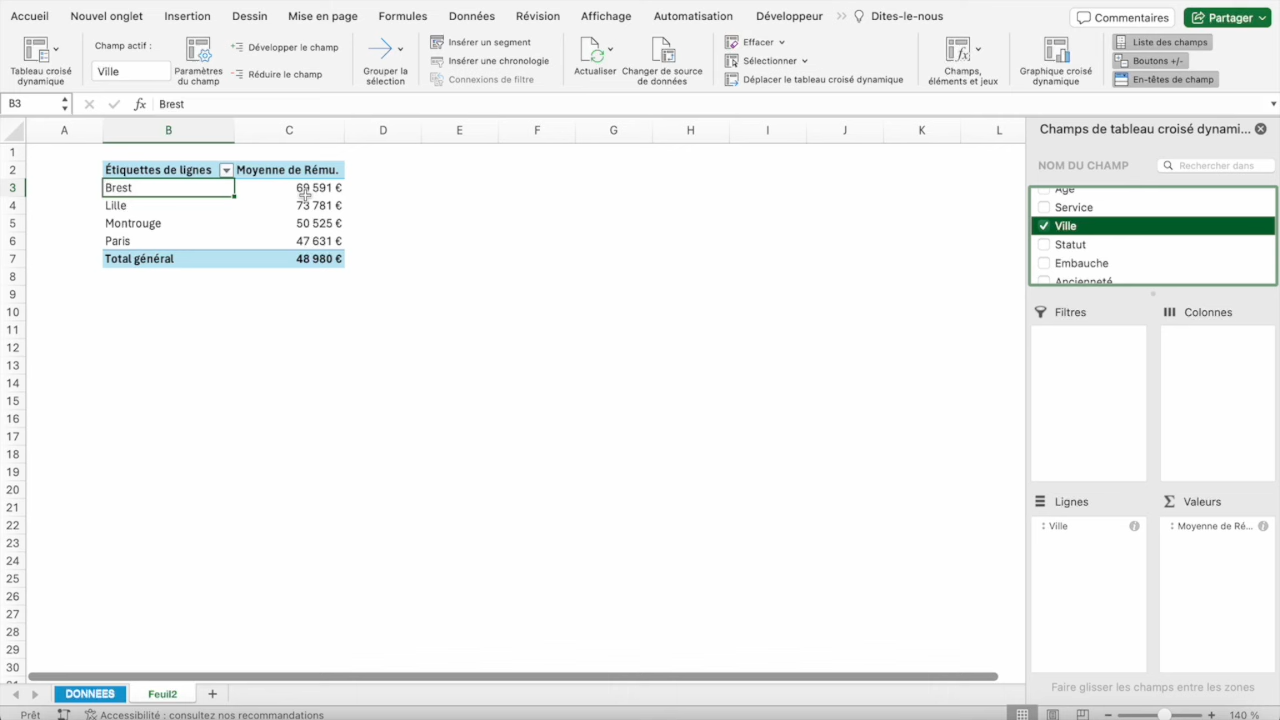 Accueil Nouvel onglet Insertion Dessin Mise en page Formules Données Révision Affichage Automatisation Développeur >> Dites-le-nous Commentaires Partager
Tableau croisé dynamique
Champ actif :
Ville
Paramètres du champ
Développer le champ
Réduire le champ
Grouper la sélection
Insérer un segment
Insérer une chronologie
Connexions de filtre
Actualiser
Changer de source de données
Effacer
Sélectionner
Déplacer le tableau croisé dynamique
Champs, éléments et jeux
Graphique croisé dynamique
Liste des champs
Boutons +/-
En-têtes de champ
B3 fx Brest
A B C D E F G H I J K L
1
2 Étiquettes de lignes Moyenne de Rému.
3 Brest 69 591 €
4 Lille 73 781 €
5 Montrouge 50 525 €
6 Paris 47 631 €
7 Total général 48 980 €
8
9
10
11
12
13
14
15
16
17
18
19
20
21
22
23
24
25
26
27
28
29
30
Champs de tableau croisé dynami...
NOM DU CHAMP Rechercher dans
Age
Service
Ville
Statut
Embauche
Ancienneté
Filtres Colonnes
Lignes Σ Valeurs
Ville Moyenne de Ré...
Faire glisser les champs entre les zones
DONNEES Feuil2 +
Prêt Accessibilité : consultez nos recommandations − + 140 %